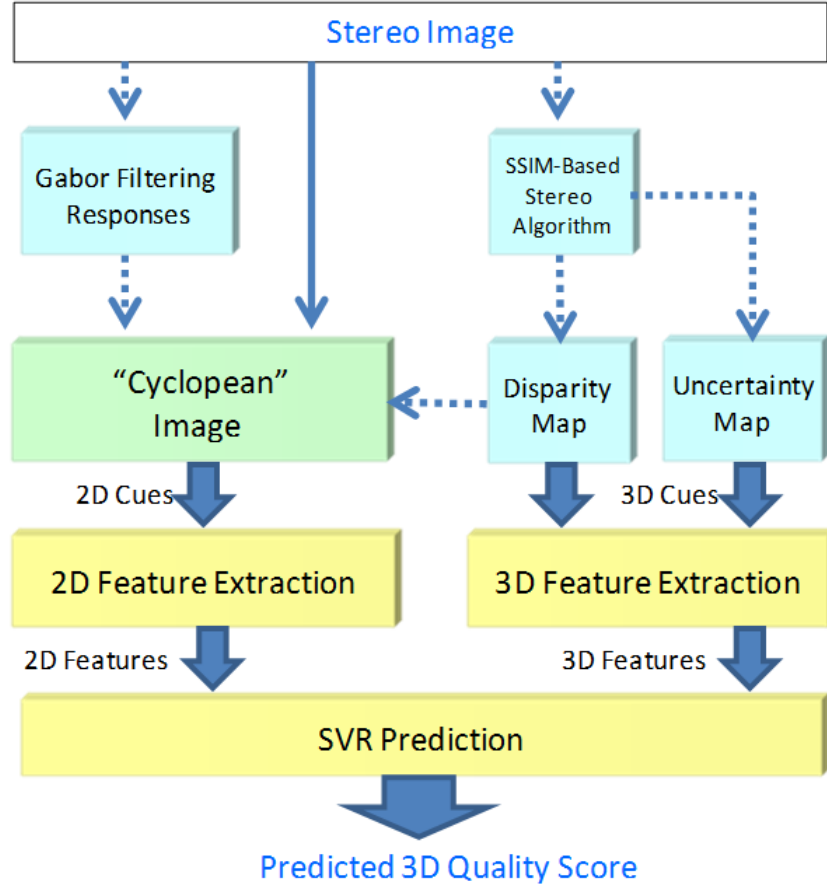 Stereo Image
Gabor Filtering
Responses
SSIM-Based
Stereo
Algorithm
“Cyclopean”
Image
Disparity
Map
Uncertainty
Map
2D Cues
3D Cues
2D Feature Extraction
3D Feature Extraction
2D Features
3D Features
SVR Prediction
Predicted 3D Quality Score